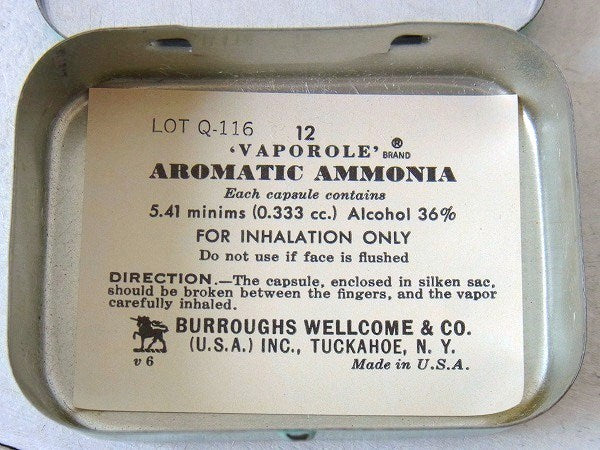 LOT Q-116 12
‘VAPOROLE’® BRAND
AROMATIC AMMONIA
Each capsule contains
5.41 minims (0.333 cc.) Alcohol 36%
FOR INHALATION ONLY
Do not use if face is flushed
DIRECTION.—The capsule, enclosed in silken sac,
should be broken between the fingers, and the vapor
carefully inhaled.
BURROUGHS WELLCOME & CO.
(U.S.A.) INC., TUCKAHOE, N. Y.
v 6 Made in U.S.A.